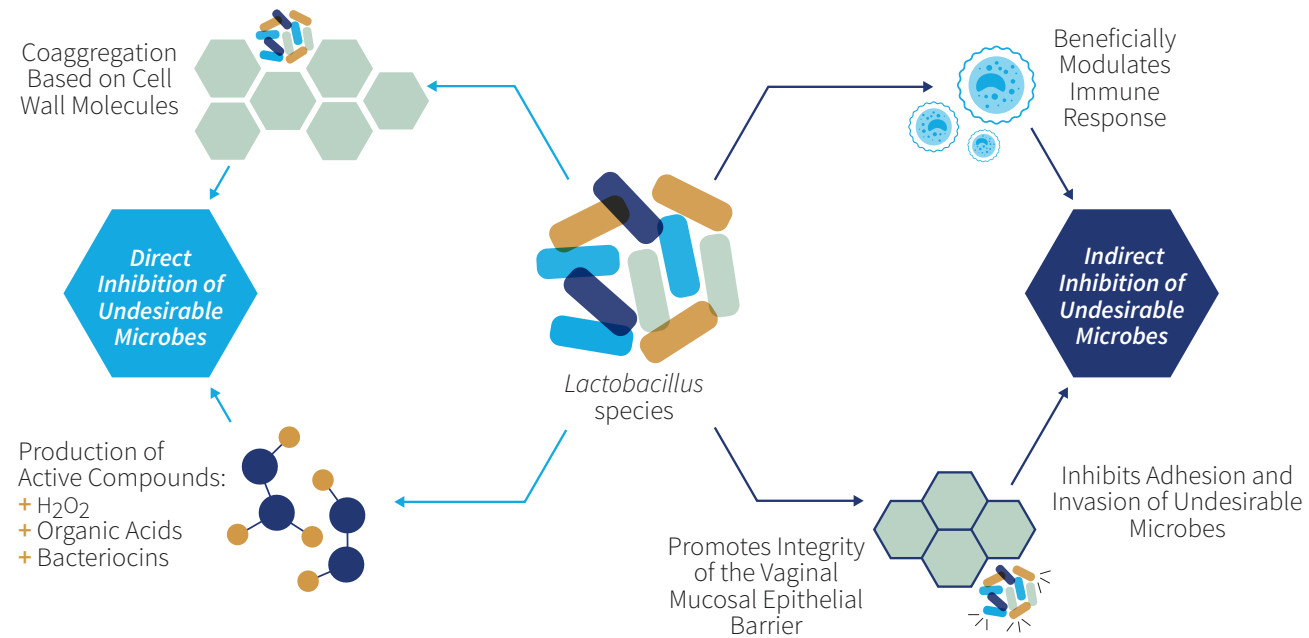 Coaggregation
Based on Cell
Wall Molecules
Beneficially
Modulates
Immune
Response
Direct
Inhibition of
Undesirable
Microbes
Indirect
Inhibition of
Undesirable
Microbes
Lactobacillus
species
Production of
Active Compounds:
+ H₂O₂
+ Organic Acids
+ Bacteriocins
Promotes Integrity
of the Vaginal
Mucosal Epithelial
Barrier
Inhibits Adhesion and
Invasion of Undesirable
Microbes